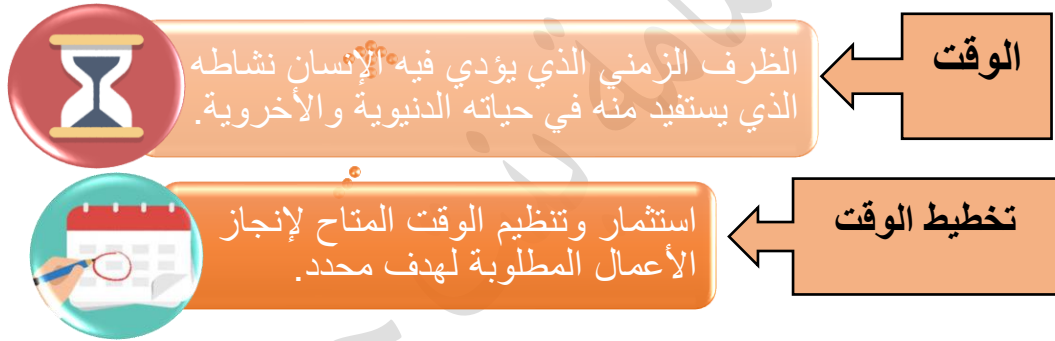 الوقت
الظرف الزمني الذي يؤدي فيه الإنسان نشاطه
الذي يستفيد منه في حياته الدنيوية والأخروية.
تخطيط الوقت
استثمار وتنظيم الوقت المتاح لإنجاز
الأعمال المطلوبة لهدف محدد.